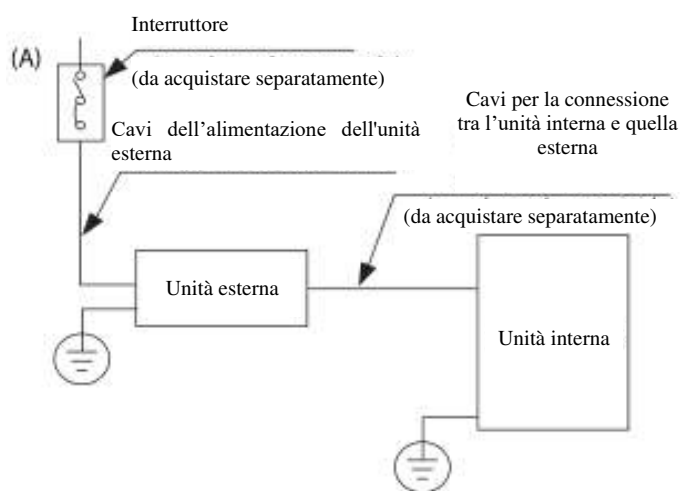 Interruttore
(A)
(da acquistare separatamente)
Cavi per la connessione
tra l’unità interna e quella
esterna
Cavi dell’alimentazione dell'unità
esterna
(da acquistare separatamente)
Unità esterna
Unità interna